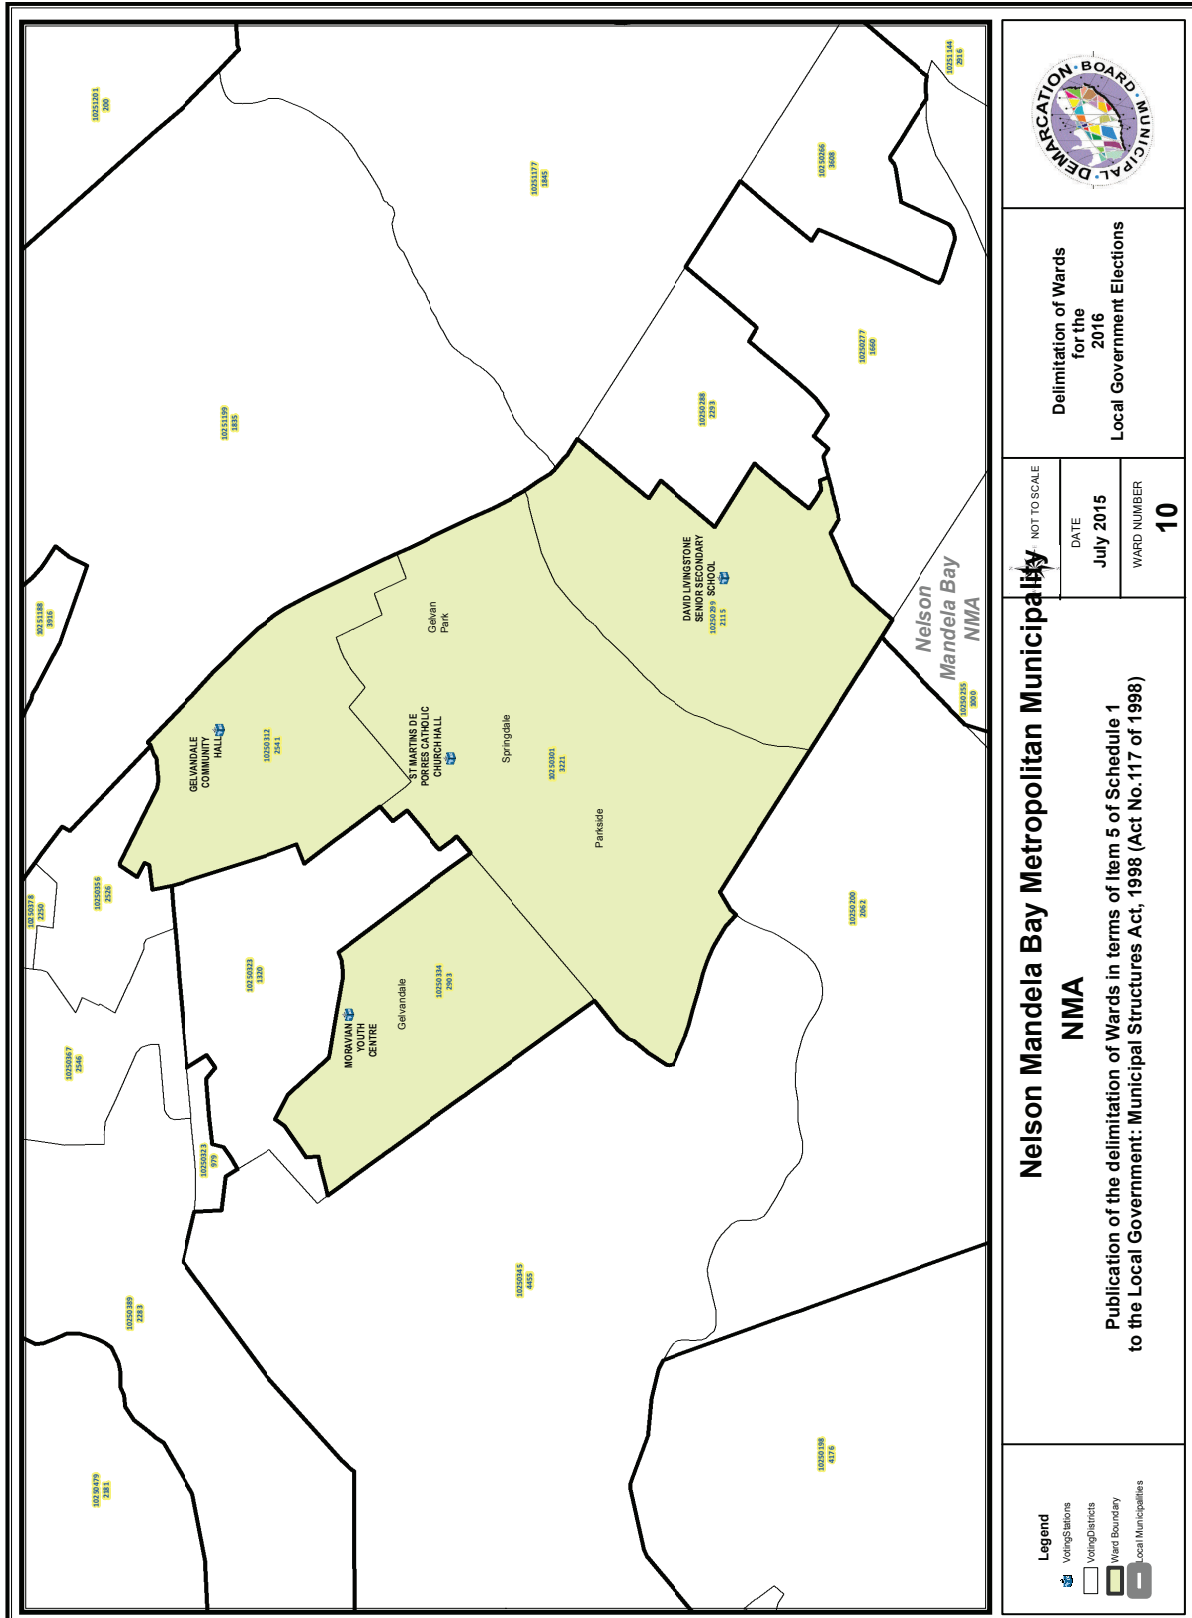 10251201
200
10251144
2916
10251177
1845
10250266
3608
10250277
1660
10251199
1835
10250288
2293
10251188
3916
DAVID LIVINGSTONE
SENIOR SECONDARY
SCHOOL
10250299
2115
Gelvan
Park
Nelson
Mandela Bay
NMA
10250255
3000
GELVANDALE
COMMUNITY
HALL
10250312
2541
ST MARTINS DE
PORRES CATHOLIC
CHURCH HALL
Springdale
10250301
3221
Parkside
10250378
2250
10250356
2526
10250200
2062
10250323
1320
10250334
2903
Gelvandale
MORAVIAN
YOUTH
CENTRE
10250367
2546
10250323
979
10250345
4455
10250389
2283
10250479
2181
10250198
4176
Legend
VotingStations
VotingDistricts
Ward Boundary
Local Municipalities
Nelson Mandela Bay Metropolitan Municipality
NMA
Publication of the delimitation of Wards in terms of Item 5 of Schedule 1
to the Local Government: Municipal Structures Act, 1998 (Act No.117 of 1998)
NOT TO SCALE
DATE
July 2015
WARD NUMBER
10
Delimitation of Wards
for the
2016
Local Government Elections
MUNICIPAL DEMARCATION BOARD